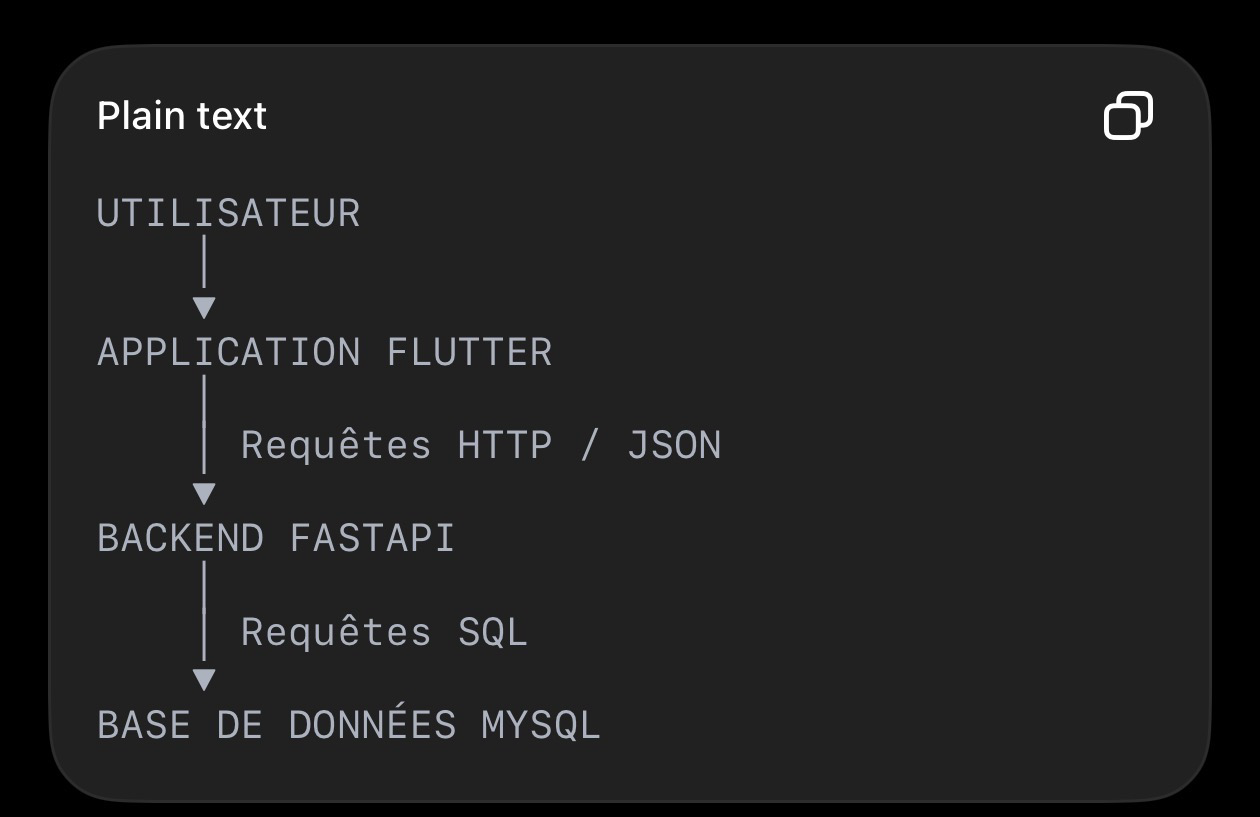 Plain text
UTILISATEUR
│
▼
APPLICATION FLUTTER
│
│ Requêtes HTTP / JSON
▼
BACKEND FASTAPI
│
│ Requêtes SQL
▼
BASE DE DONNÉES MYSQL